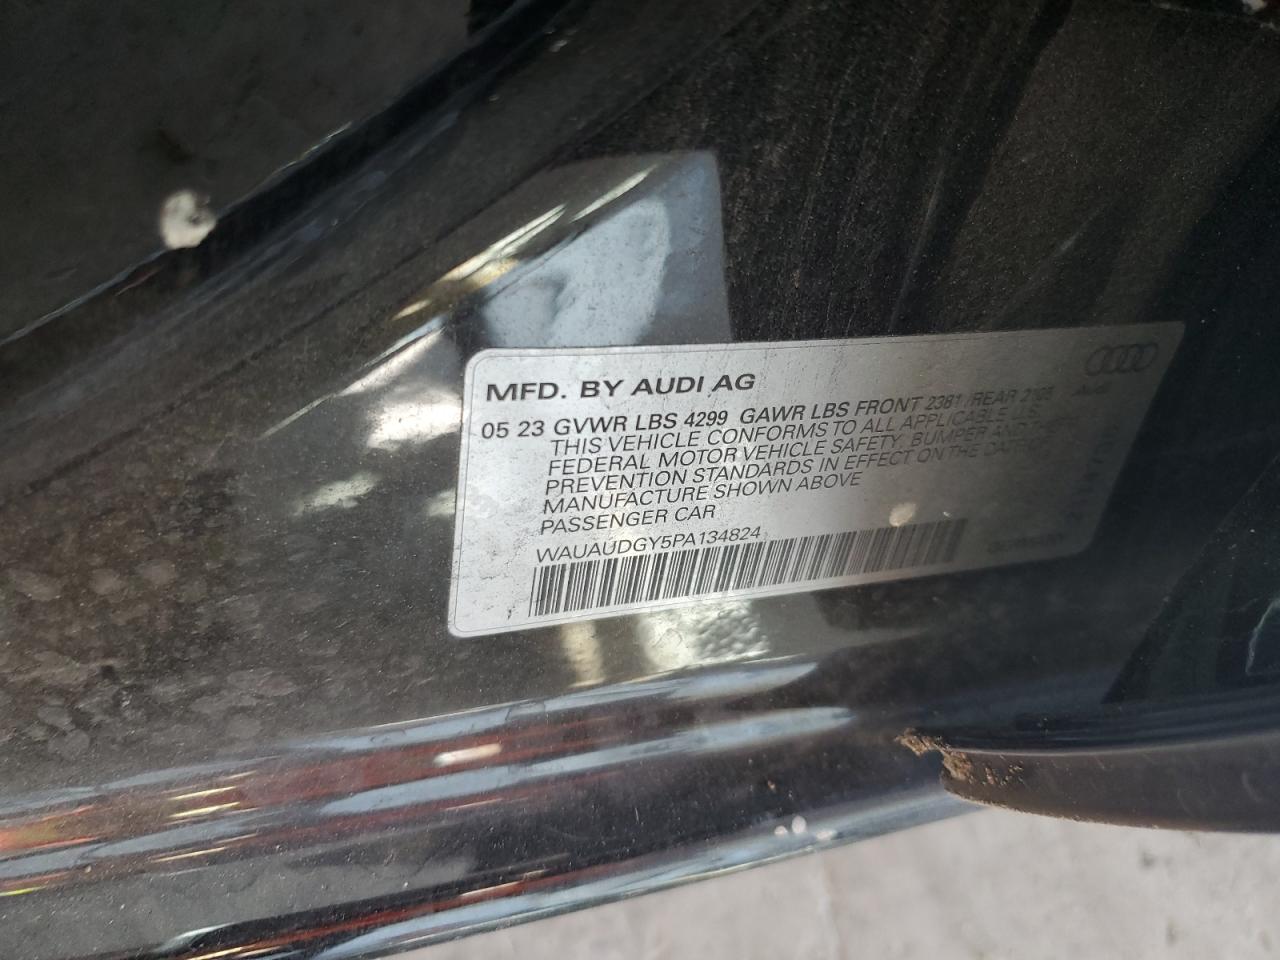 MFD. BY AUDI AG
05 23 GVWR LBS 4299 GAWR LBS FRONT 2381 / REAR 2105
THIS VEHICLE CONFORMS TO ALL APPLICABLE U.S.
FEDERAL MOTOR VEHICLE SAFETY, BUMPER AND
PREVENTION STANDARDS IN EFFECT ON THE DATE
MANUFACTURE SHOWN ABOVE
PASSENGER CAR
WAUAUDGY5PA134824
Audi